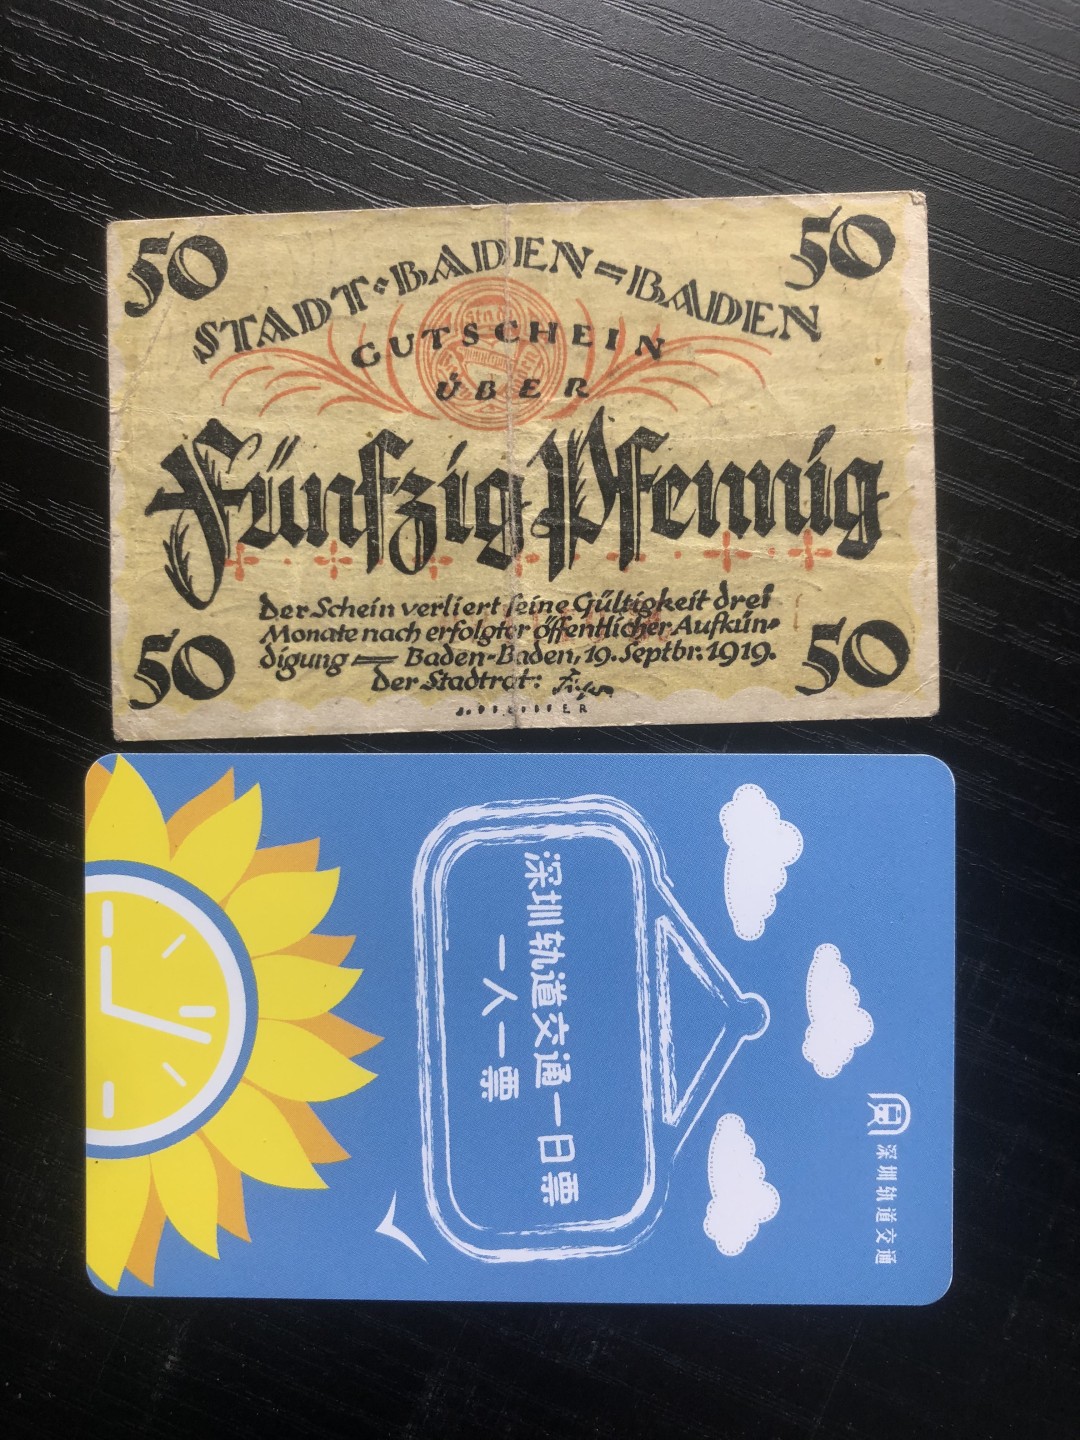 50
50
STADT·BADEN=BADEN
GUTSCHEIN
ÜBER
Fünfzig Pfennig
Der Schein verliert seine Gültigkeit drei
Monate nach erfolgter öffentlicher Aufkün=
digung — Baden-Baden, 19. Septbr. 1919.
Der Stadtrat:
50
50
深圳轨道交通一日票
一人一票
深圳轨道交通